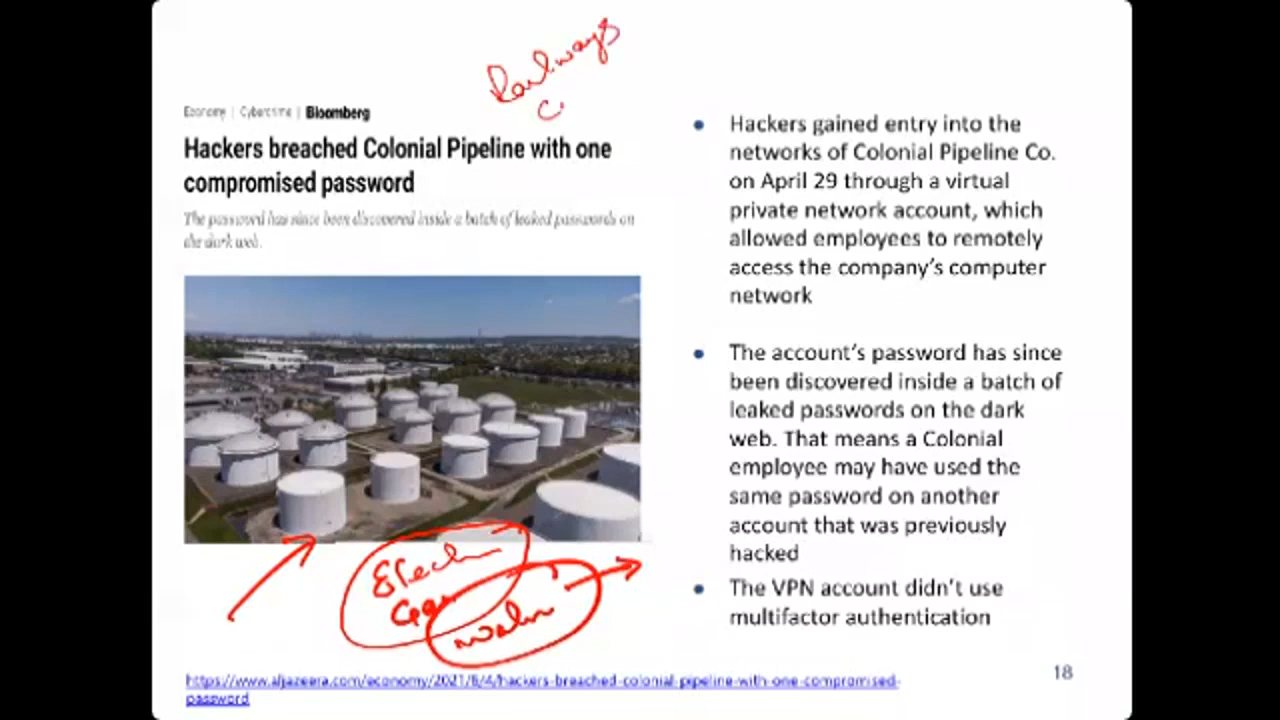 Railways
Economy | Cybercrime | Bloomberg
Hackers breached Colonial Pipeline with one
compromised password
The password has since been discovered inside a batch of leaked passwords on
the dark web.
• Hackers gained entry into the
networks of Colonial Pipeline Co.
on April 29 through a virtual
private network account, which
allowed employees to remotely
access the company's computer
network
• The account's password has since
been discovered inside a batch of
leaked passwords on the dark
web. That means a Colonial
employee may have used the
same password on another
account that was previously
hacked
• The VPN account didn't use
multifactor authentication
https://www.aljazeera.com/economy/2021/6/4/hackers-breached-colonial-pipeline-with-one-compromised-
password
18